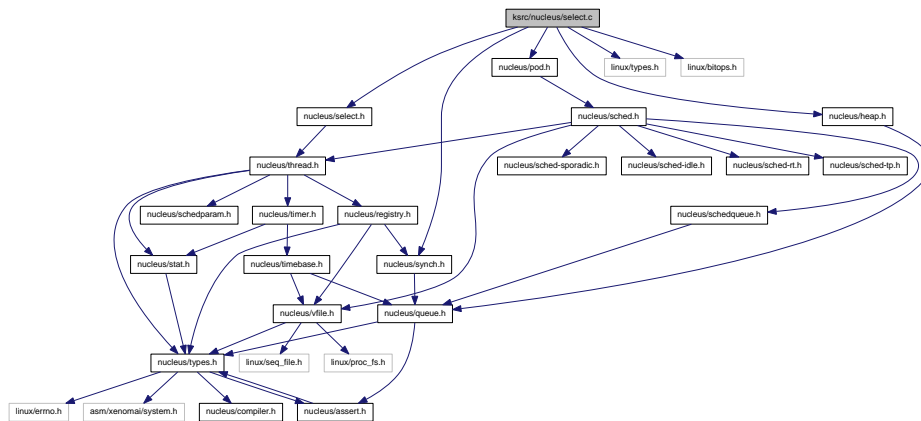 ksrc/nucleus/select.c
nucleus/pod.h
linux/types.h
linux/bitops.h
nucleus/select.h
nucleus/sched.h
nucleus/heap.h
nucleus/thread.h
nucleus/sched-sporadic.h
nucleus/sched-idle.h
nucleus/sched-rt.h
nucleus/sched-tp.h
nucleus/schedparam.h
nucleus/timer.h
nucleus/registry.h
nucleus/schedqueue.h
nucleus/stat.h
nucleus/timebase.h
nucleus/synch.h
nucleus/vfile.h
nucleus/queue.h
nucleus/types.h
linux/seq_file.h
linux/proc_fs.h
linux/errno.h
asm/xenomai/system.h
nucleus/compiler.h
nucleus/assert.h